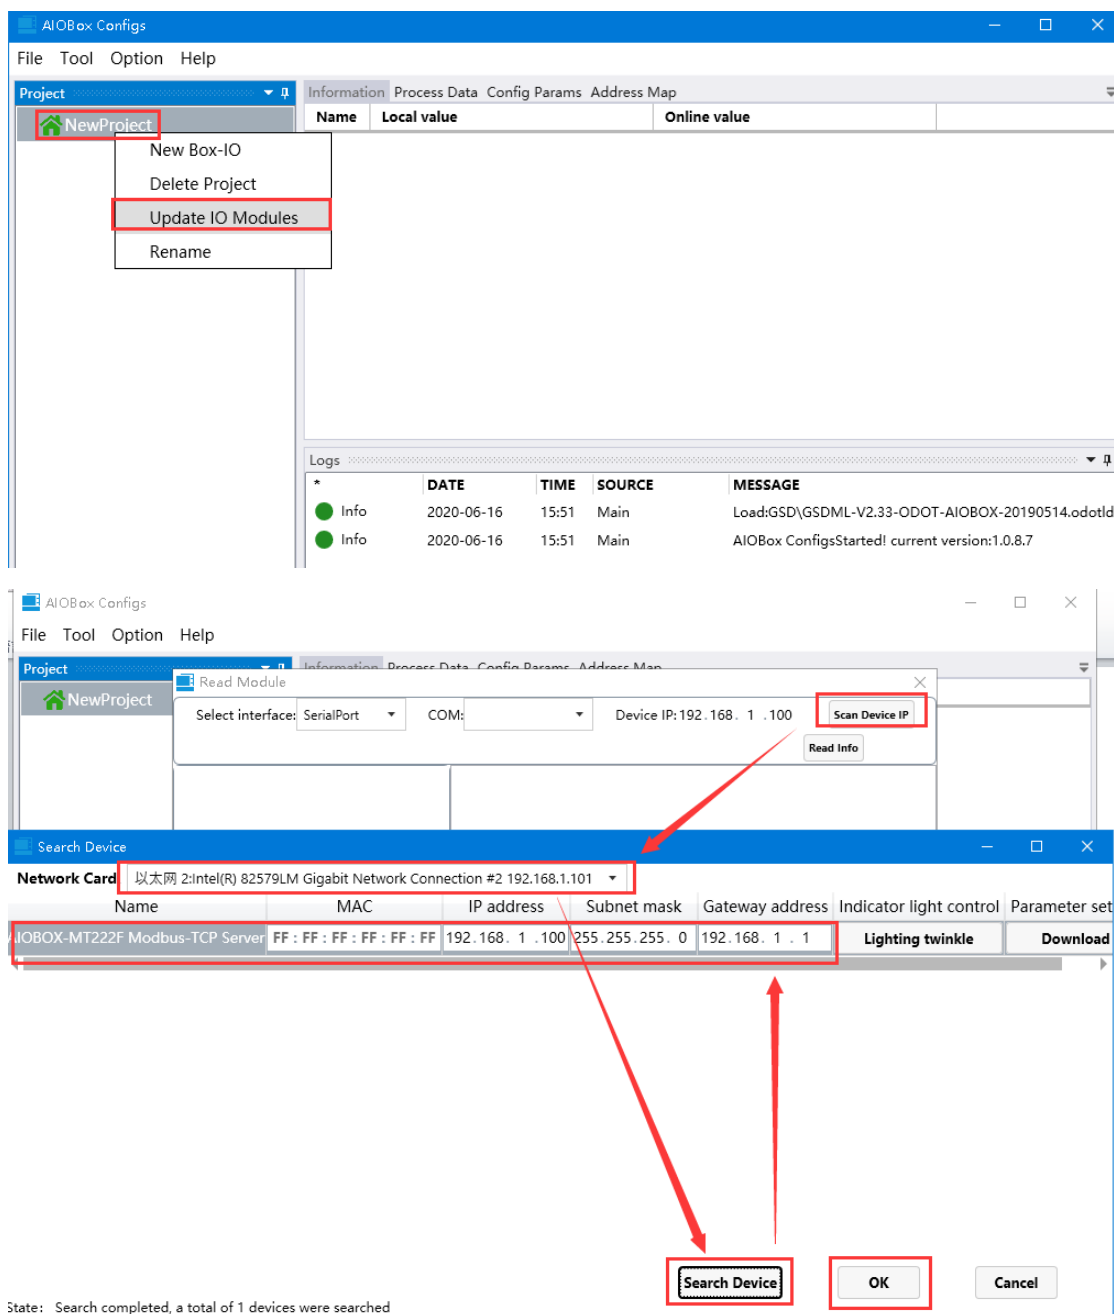 AIOBox Configs
File Tool Option Help
Project
Information Process Data Config Params Address Map
NewProject
Name Local value Online value
New Box-IO
Delete Project
Update IO Modules
Rename
Logs
* DATE TIME SOURCE MESSAGE
Info 2020-06-16 15:51 Main Load:GSD\GSDML-V2.33-ODOT-AIOBOX-20190514.odotld
Info 2020-06-16 15:51 Main AIOBox ConfigsStarted! current version:1.0.8.7
AIOBox Configs
File Tool Option Help
Project
Information Process Data Config Params Address Map
NewProject
Read Module
Select interface: SerialPort COM: Device IP: 192.168. 1 .100 Scan Device IP
Read Info
Search Device
Network Card 以太网 2:Intel(R) 82579LM Gigabit Network Connection #2 192.168.1.101
Name MAC IP address Subnet mask Gateway address Indicator light control Parameter set
AIOBOX-MT222F Modbus-TCP Server FF : FF : FF : FF : FF : FF 192.168. 1 .100 255.255.255. 0 192.168. 1 . 1 Lighting twinkle Download
Search Device OK Cancel
State: Search completed, a total of 1 devices were searched